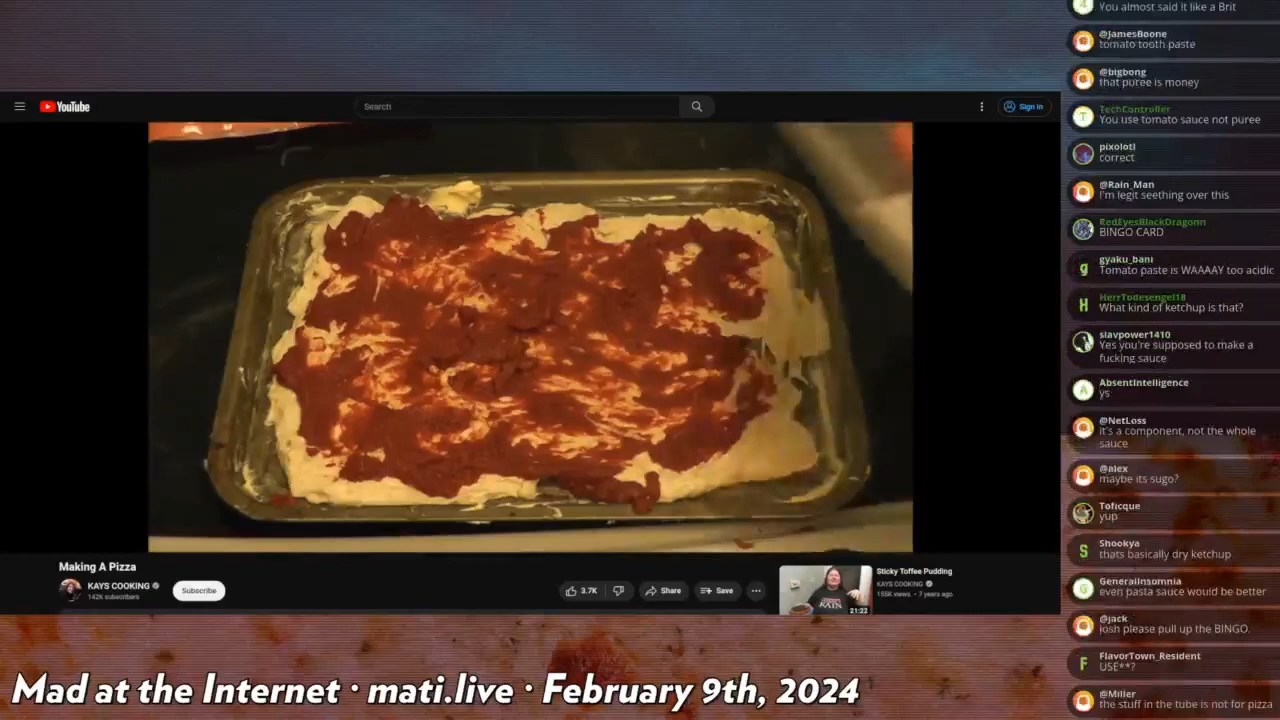 You almost said it like a Brit
@JamesBoone
tomato tooth paste
@bigbong
that puree is money
TechController
You use tomato sauce not puree
pixolotl
correct
@Rain_Man
I'm legit seething over this
RedEyesBlackDragonn
BINGO CARD
gyaku_bani
Tomato paste is WAAAAY too acidic
HerrTodesengel18
What kind of ketchup is that?
slavpower1410
Yes you're supposed to make a
fucking sauce
AbsentIntelligence
ys
@NetLoss
it's a component, not the whole
sauce
@alex
maybe its sugo?
Toficque
yup
Shookya
thats basically dry ketchup
GeneralInsomnia
even pasta sauce would be better
@jack
josh please pull up the BINGO.
FlavorTown_Resident
USE**?
@Miller
the stuff in the tube is not for pizza
YouTube
Search
Sign in
Making A Pizza
KAYS COOKING
142K subscribers
Subscribe
3.7K
Share
Save
Sticky Toffee Pudding
KAYS COOKING
155K views • 7 years ago
21:22
Mad at the Internet · mati.live · February 9th, 2024